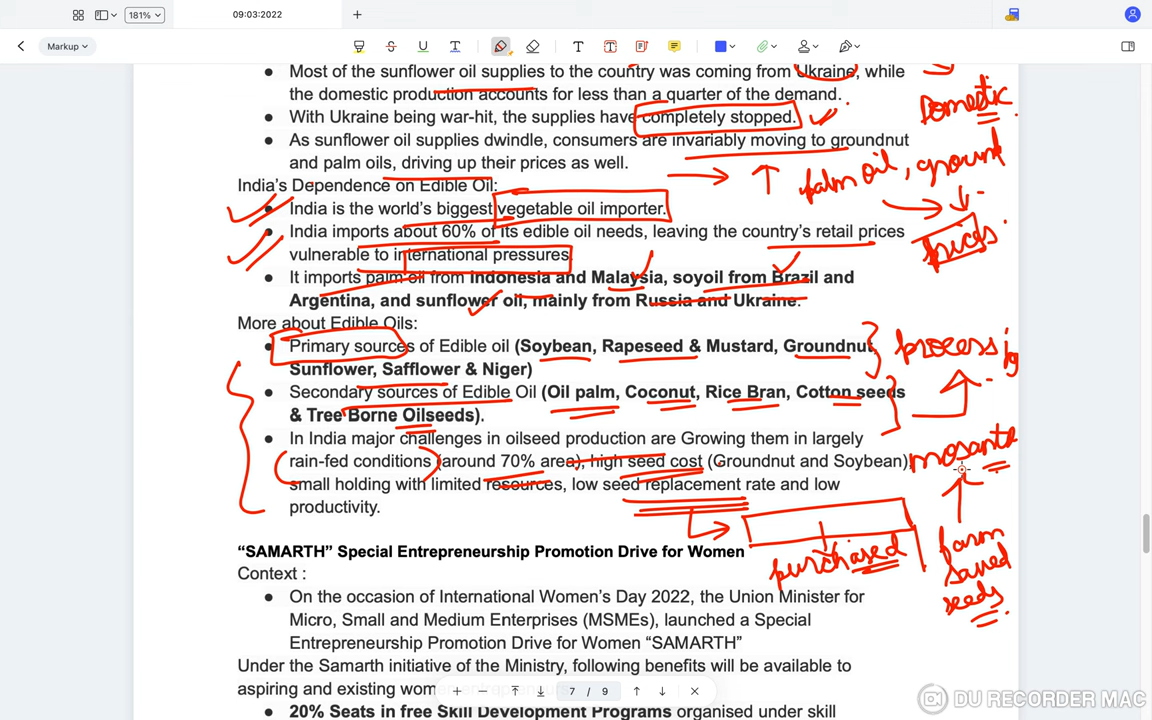 181%
09:03:2022
Markup
Most of the sunflower oil supplies to the country was coming from Ukraine, while
the domestic production accounts for less than a quarter of the demand.
Domestic
With Ukraine being war-hit, the supplies have completely stopped.
As sunflower oil supplies dwindle, consumers are invariably moving to groundnut
and palm oils, driving up their prices as well.
palm oil, ground
India's Dependence on Edible Oil:
India is the world's biggest vegetable oil importer.
India imports about 60% of its edible oil needs, leaving the country's retail prices
vulnerable to international pressures.
prices
It imports palm oil from Indonesia and Malaysia, soyoil from Brazil and
Argentina, and sunflower oil, mainly from Russia and Ukraine.
More about Edible Oils:
Primary sources of Edible oil (Soybean, Rapeseed & Mustard, Groundnut,
Sunflower, Safflower & Niger)
processing
Secondary sources of Edible Oil (Oil palm, Coconut, Rice Bran, Cotton seeds
& Tree Borne Oilseeds).
In India major challenges in oilseed production are Growing them in largely
rain-fed conditions (around 70% area), high seed cost (Groundnut and Soybean)
small holding with limited resources, low seed replacement rate and low
productivity.
mosanto
purchased
farm
saved
seeds
"SAMARTH" Special Entrepreneurship Promotion Drive for Women
Context :
On the occasion of International Women's Day 2022, the Union Minister for
Micro, Small and Medium Enterprises (MSMEs), launched a Special
Entrepreneurship Promotion Drive for Women "SAMARTH"
Under the Samarth initiative of the Ministry, following benefits will be available to
aspiring and existing women
7 / 9
20% Seats in free Skill Development Programs organised under skill
DU RECORDER MAC